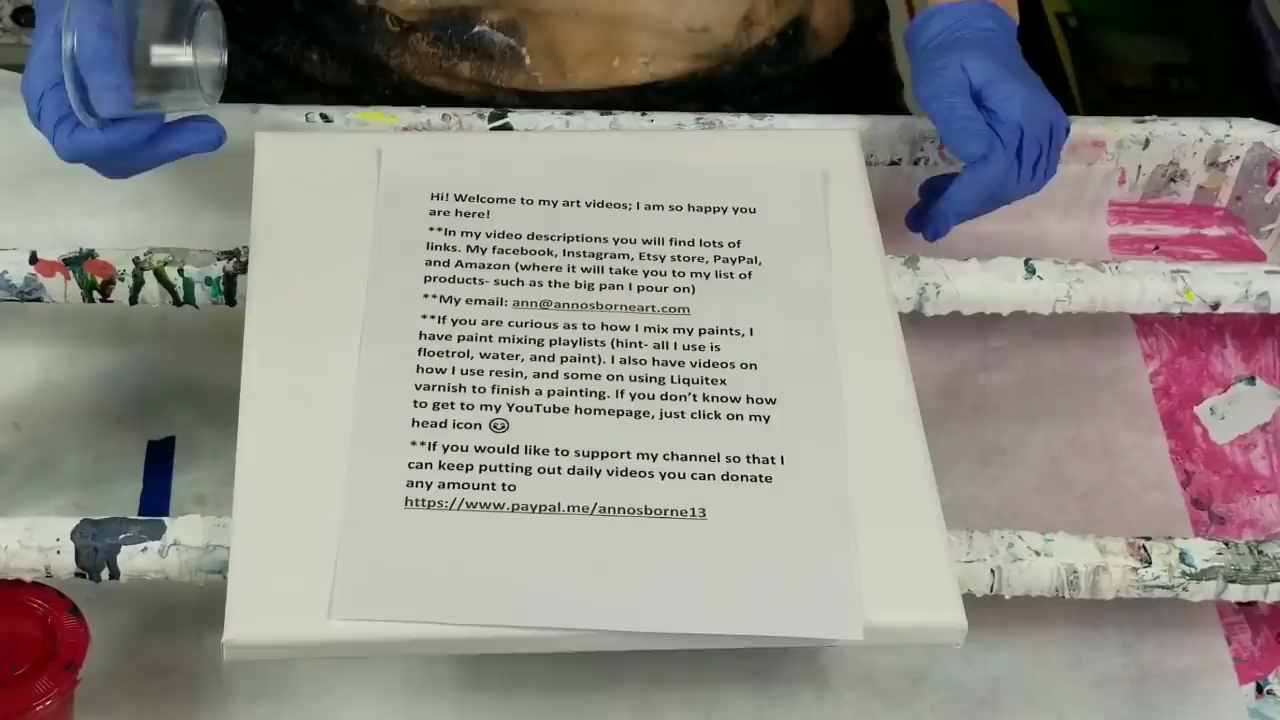 Hi! Welcome to my art videos; I am so happy you
are here!
**In my video descriptions you will find lots of
links. My facebook, Instagram, Etsy store, PayPal,
and Amazon (where it will take you to my list of
products- such as the big pan I pour on)
**My email: ann@annosborneart.com
**If you are curious as to how I mix my paints, I
have paint mixing playlists (hint- all I use is
floetrol, water, and paint). I also have videos on
how I use resin, and some on using Liquitex
varnish to finish a painting. If you don't know how
to get to my YouTube homepage, just click on my
head icon ☺
**If you would like to support my channel so that I
can keep putting out daily videos you can donate
any amount to
https://www.paypal.me/annosborne13